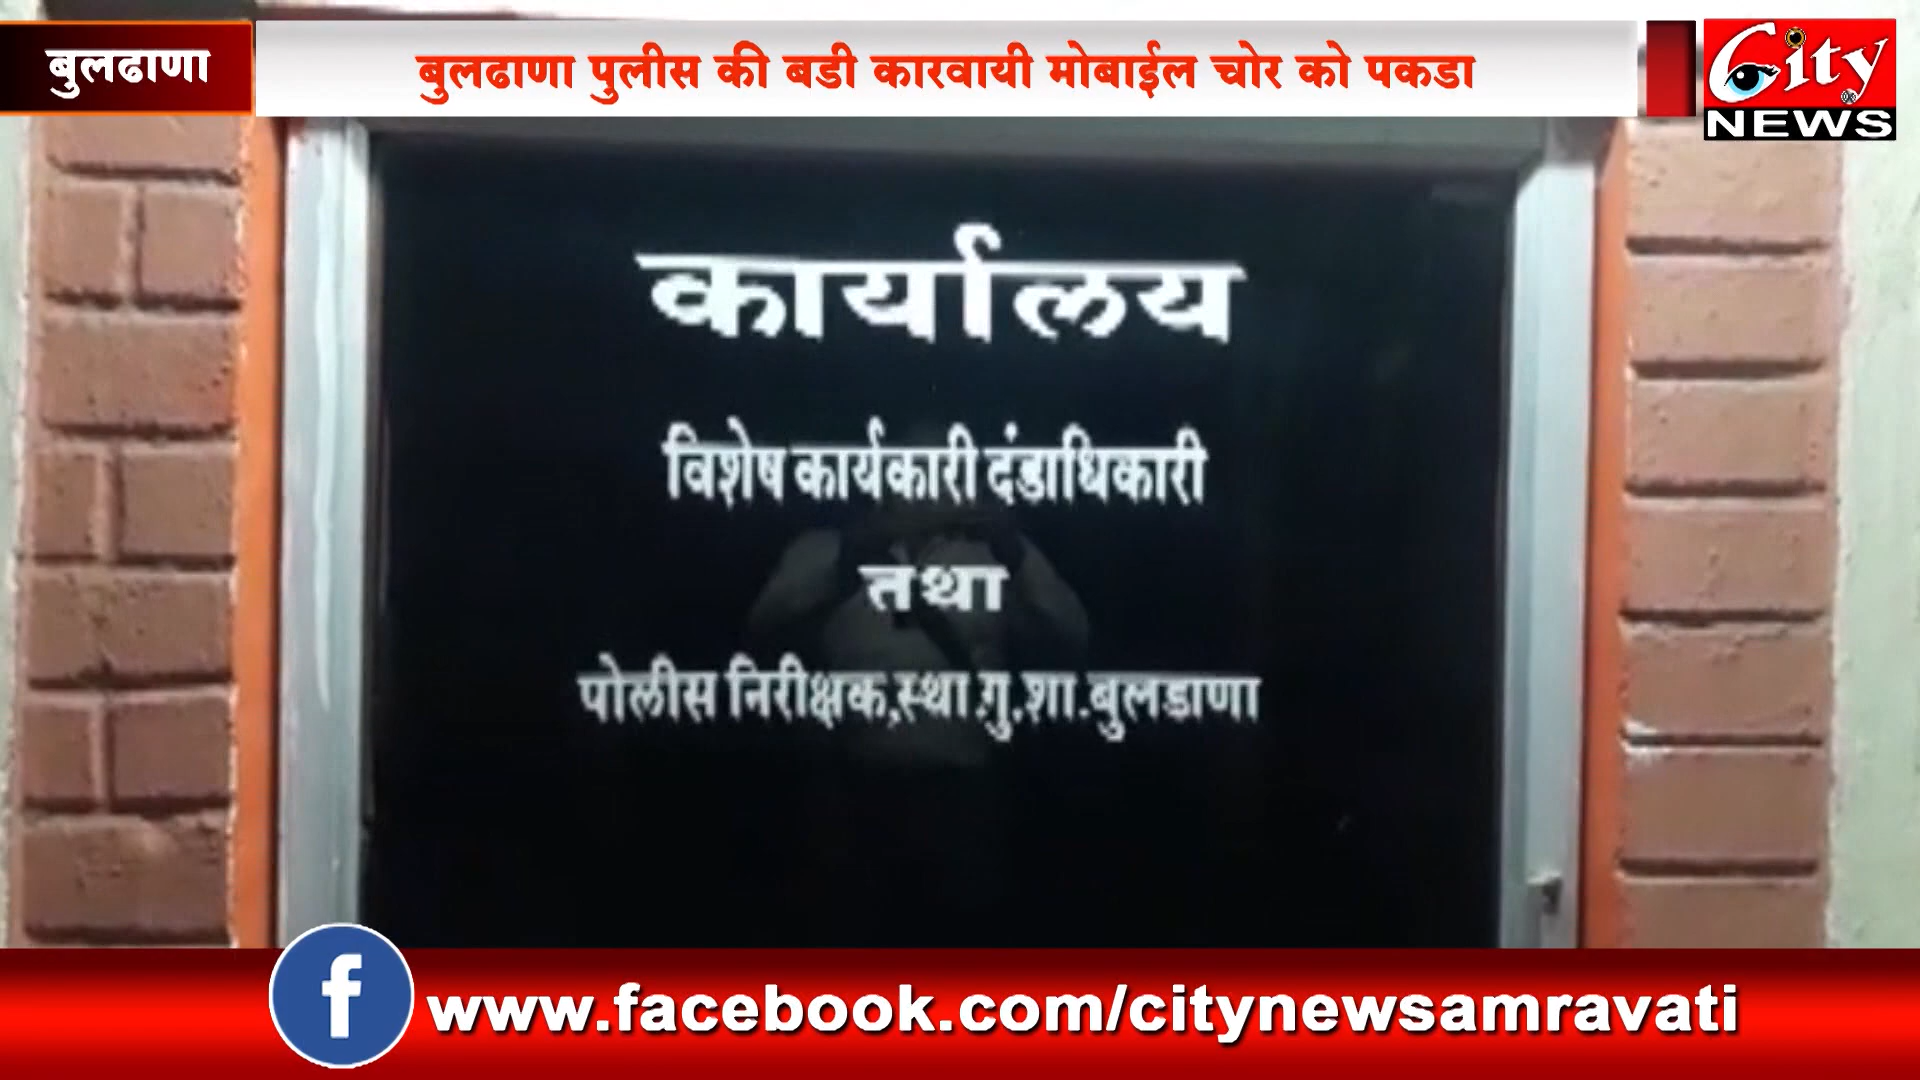 बुलढाणा
बुलढाणा पुलीस की बडी कारवायी मोबाईल चोर को पकडा
City
NEWS
कार्यालय
विशेष कार्यकारी दंडाधिकारी
तथा
पोलीस निरीक्षक,स्था.गु.शा.बुलडाणा
f www.facebook.com/citynewsamravati